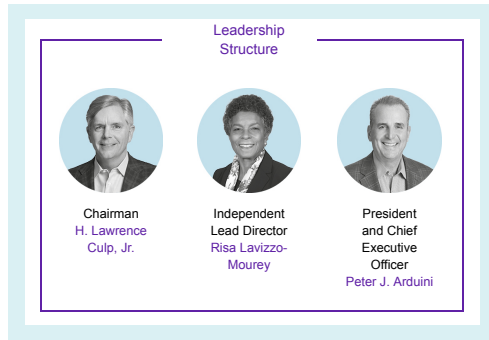 Leadership
Structure
Chairman
H. Lawrence
Culp, Jr.
Independent
Lead Director
Risa Lavizzo-
Mourey
President
and Chief
Executive
Officer
Peter J. Arduini